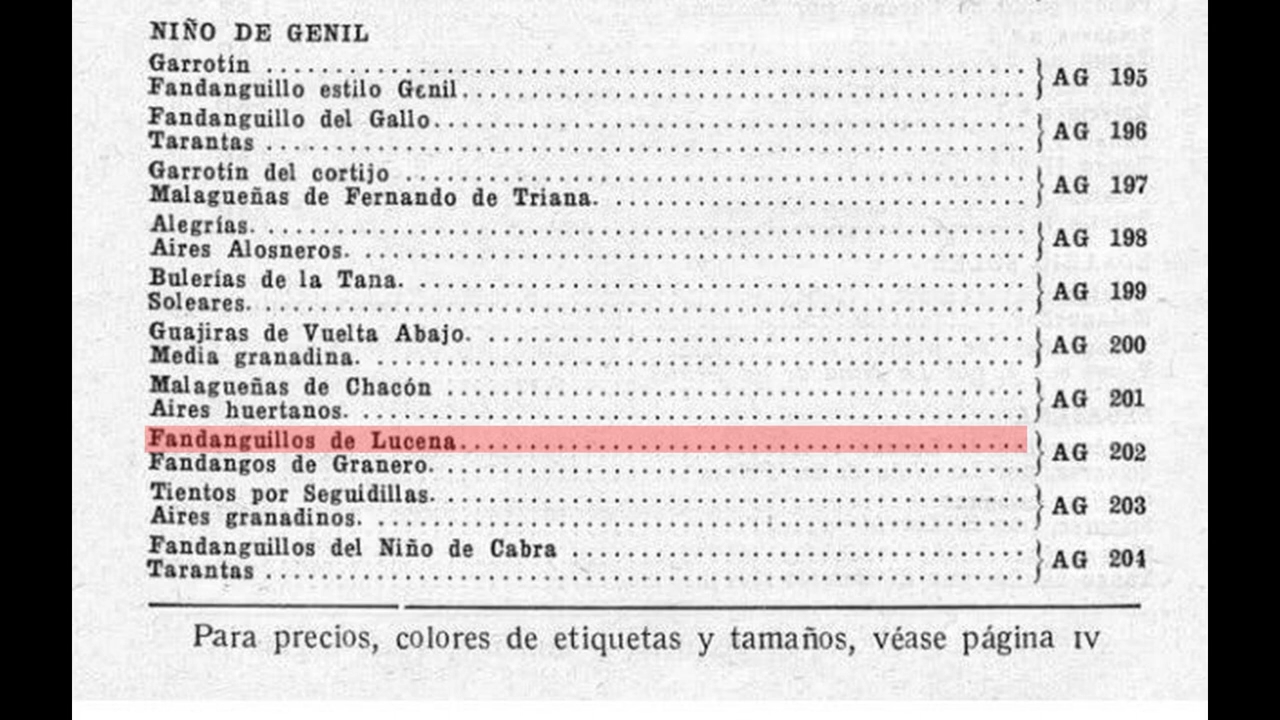 NIÑO DE GENIL
Garrotín
Fandanguillo estilo Genil
} AG 195
Fandanguillo del Gallo
Tarantas
} AG 196
Garrotín del cortijo
Malagueñas de Fernando de Triana.
} AG 197
Alegrías.
Aires Alosneros.
} AG 198
Bulerías de la Tana.
Soleares.
} AG 199
Guajiras de Vuelta Abajo.
Media granadina.
} AG 200
Malagueñas de Chacón
Aires huertanos.
} AG 201
Fandanguillos de Lucena
Fandangos de Granero.
} AG 202
Tientos por Seguidillas.
Aires granadinos.
} AG 203
Fandanguillos del Niño de Cabra
Tarantas
} AG 204
Para precios, colores de etiquetas y tamaños, véase página IV